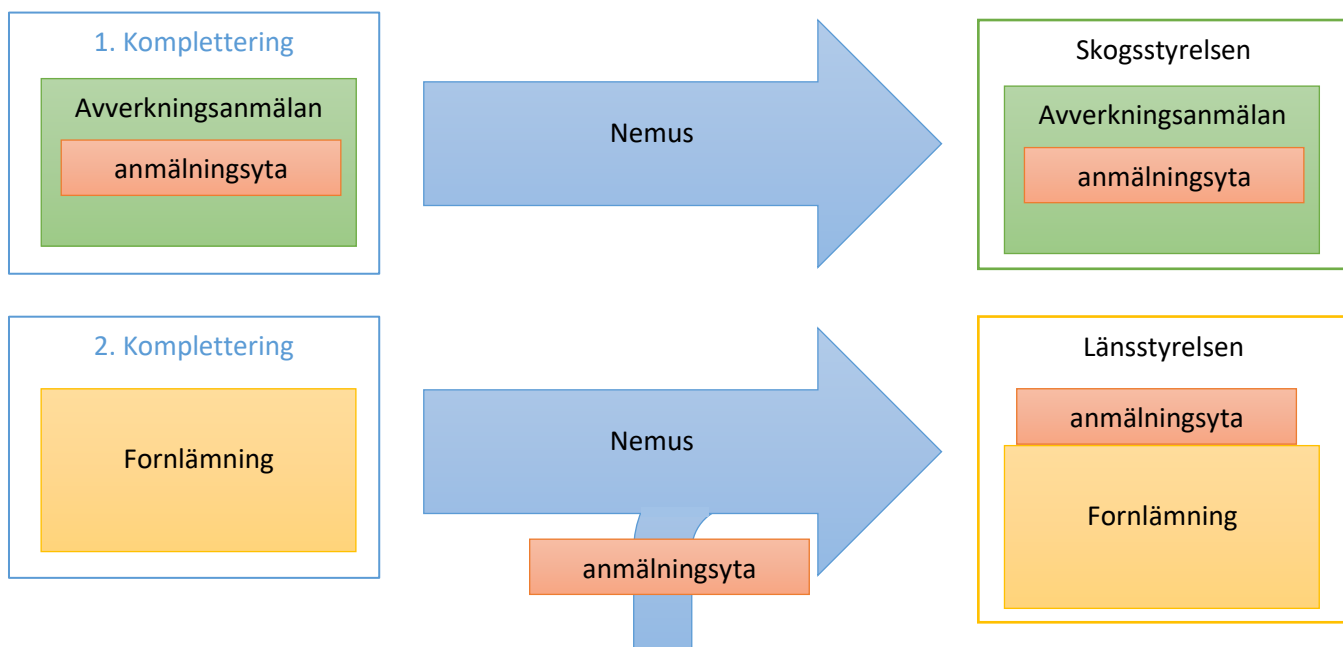 1. Komplettering
Avverkningsanmälan
anmälningsyta
Nemus
Skogsstyrelsen
Avverkningsanmälan
anmälningsyta
2. Komplettering
Fornlämning
Nemus
anmälningsyta
Länsstyrelsen
anmälningsyta
Fornlämning